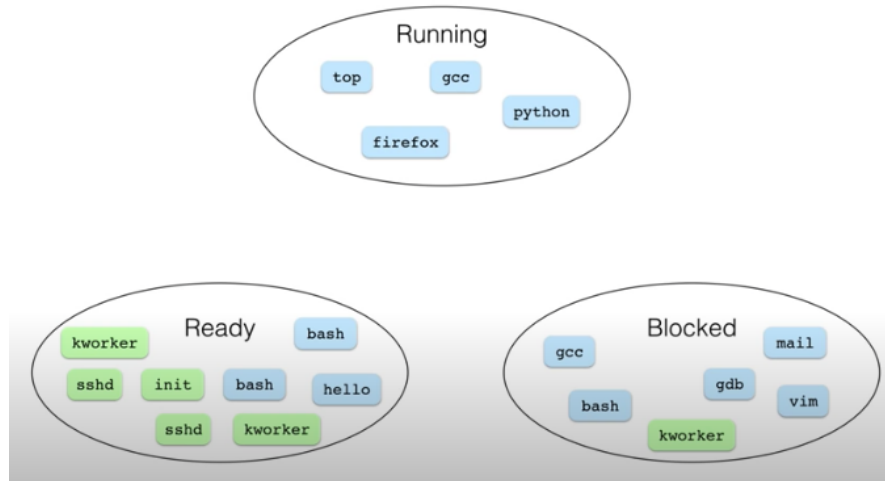 Running
top
gcc
python
firefox
Ready
bash
kworker
sshd
init
bash
hello
sshd
kworker
Blocked
mail
gcc
gdb
bash
vim
kworker